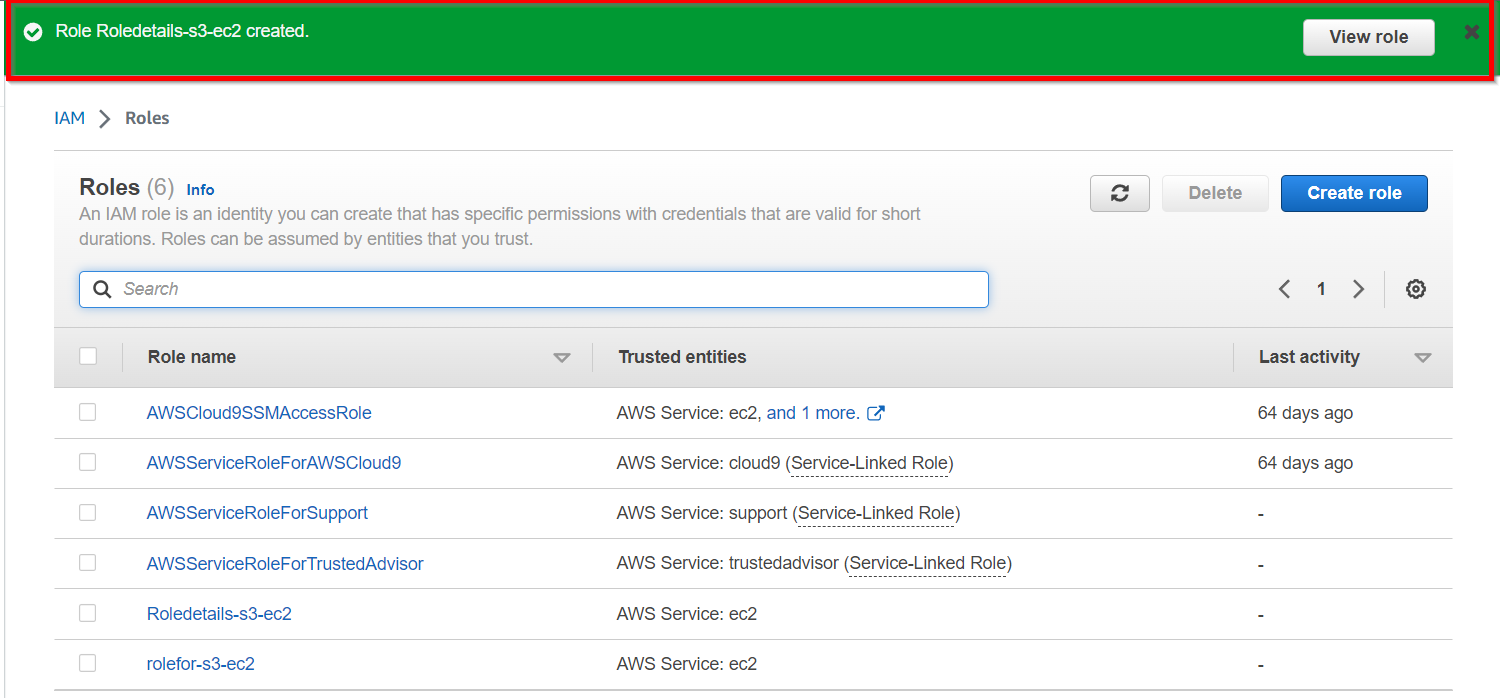 Role Roledetails-s3-ec2 created.
View role
IAM
Roles
Roles (6) Info
An IAM role is an identity you can create that has specific permissions with credentials that are valid for short
durations. Roles can be assumed by entities that you trust.
Delete
Create role
Search
1
Role name
Trusted entities
Last activity
AWSCloud9SSMAccessRole
AWS Service: ec2, and 1 more.
64 days ago
AWSServiceRoleForAWSCloud9
AWS Service: cloud9 (Service-Linked Role)
64 days ago
AWSServiceRoleForSupport
AWS Service: support (Service-Linked Role)
-
AWSServiceRoleForTrustedAdvisor
AWS Service: trustedadvisor (Service-Linked Role)
-
Roledetails-s3-ec2
AWS Service: ec2
-
rolefor-s3-ec2
AWS Service: ec2
-